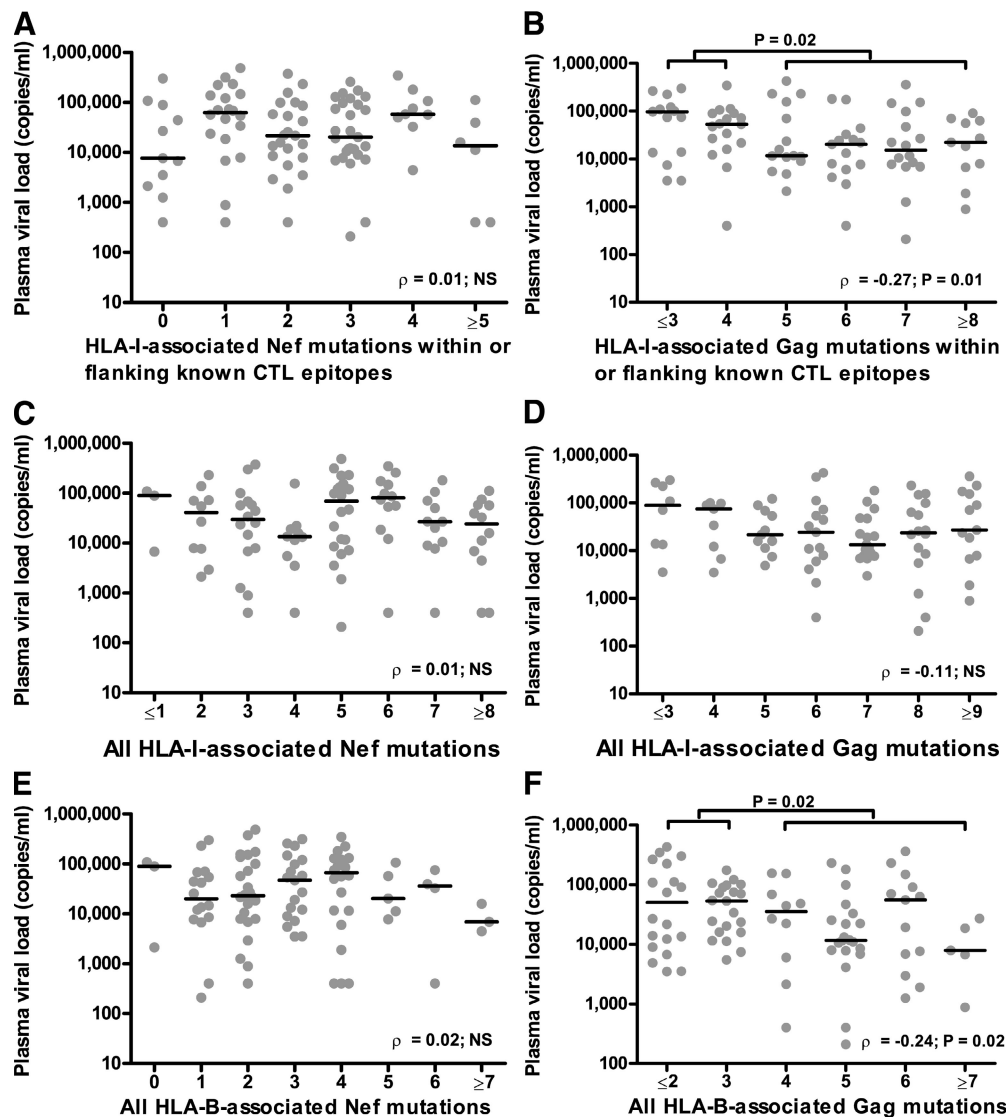 A
Plasma viral load (copies/ml)
1,000,000
100,000
10,000
1,000
100
10
ρ = 0.01; NS
0 1 2 3 4 ≥5
HLA-I-associated Nef mutations within or
flanking known CTL epitopes
B
P = 0.02
Plasma viral load (copies/ml)
1,000,000
100,000
10,000
1,000
100
10
ρ = -0.27; P = 0.01
≤3 4 5 6 7 ≥8
HLA-I-associated Gag mutations within
or flanking known CTL epitopes
C
Plasma viral load (copies/ml)
1,000,000
100,000
10,000
1,000
100
10
ρ = 0.01; NS
≤1 2 3 4 5 6 7 ≥8
All HLA-I-associated Nef mutations
D
Plasma viral load (copies/ml)
1,000,000
100,000
10,000
1,000
100
10
ρ = -0.11; NS
≤3 4 5 6 7 8 ≥9
All HLA-I-associated Gag mutations
E
Plasma viral load (copies/ml)
1,000,000
100,000
10,000
1,000
100
10
ρ = 0.02; NS
0 1 2 3 4 5 6 ≥7
All HLA-B-associated Nef mutations
F
P = 0.02
Plasma viral load (copies/ml)
1,000,000
100,000
10,000
1,000
100
ρ = -0.24; P = 0.02
≤2 3 4 5 6 ≥7
All HLA-B-associated Gag mutations